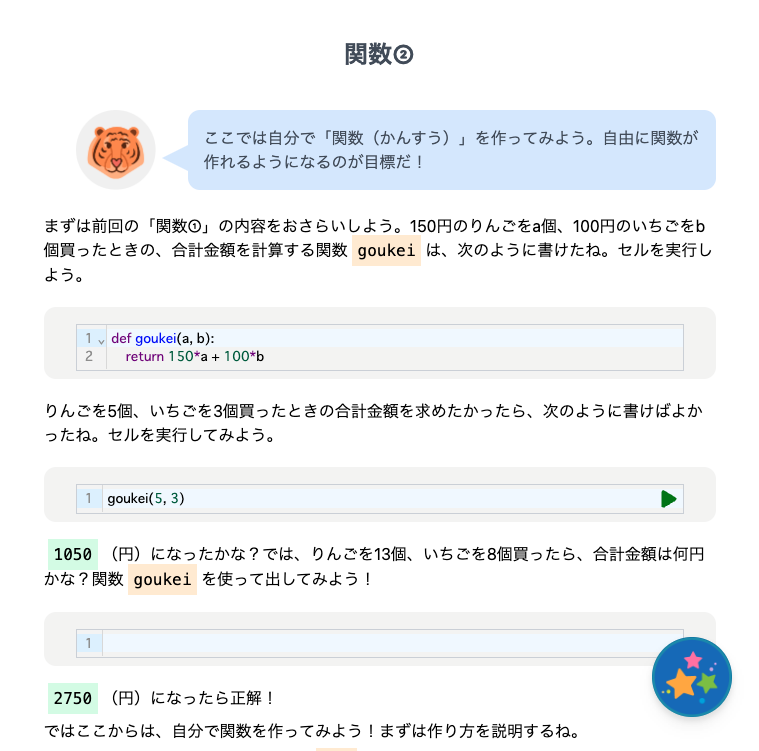 関数②
ここでは自分で「関数（かんすう）」を作ってみよう。自由に関数が
作れるようになるのが目標だ！
まずは前回の「関数①」の内容をおさらいしよう。150円のりんごをa個、100円のいちごをb
個買ったときの、合計金額を計算する関数 goukei は、次のように書けたね。セルを実行し
よう。
1 def goukei(a, b):
2 return 150*a + 100*b
りんごを5個、いちごを3個買ったときの合計金額を求めたかったら、次のように書けばよか
ったね。セルを実行してみよう。
1 goukei(5, 3)
1050 （円）になったかな？では、りんごを13個、いちごを8個買ったら、合計金額は何円
かな？関数 goukei を使って出してみよう！
1
2750 （円）になったら正解！
ではここからは、自分で関数を作ってみよう！まずは作り方を説明するね。